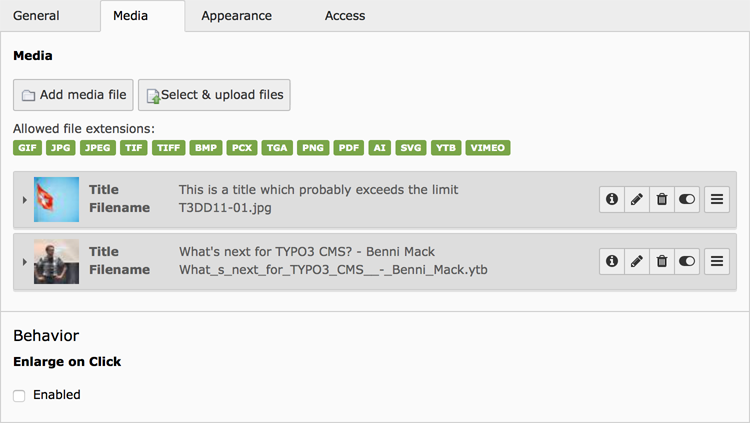 General Media Appearance Access
Media
Add media file Select & upload files
Allowed file extensions:
GIF JPG JPEG TIF TIFF BMP PCX TGA PNG PDF AI SVG YTB VIMEO
Title This is a title which probably exceeds the limit
Filename T3DD11-01.jpg
Title What's next for TYPO3 CMS? - Benni Mack
Filename What_s_next_for_TYPO3_CMS__-_Benni_Mack.ytb
Behavior
Enlarge on Click
Enabled